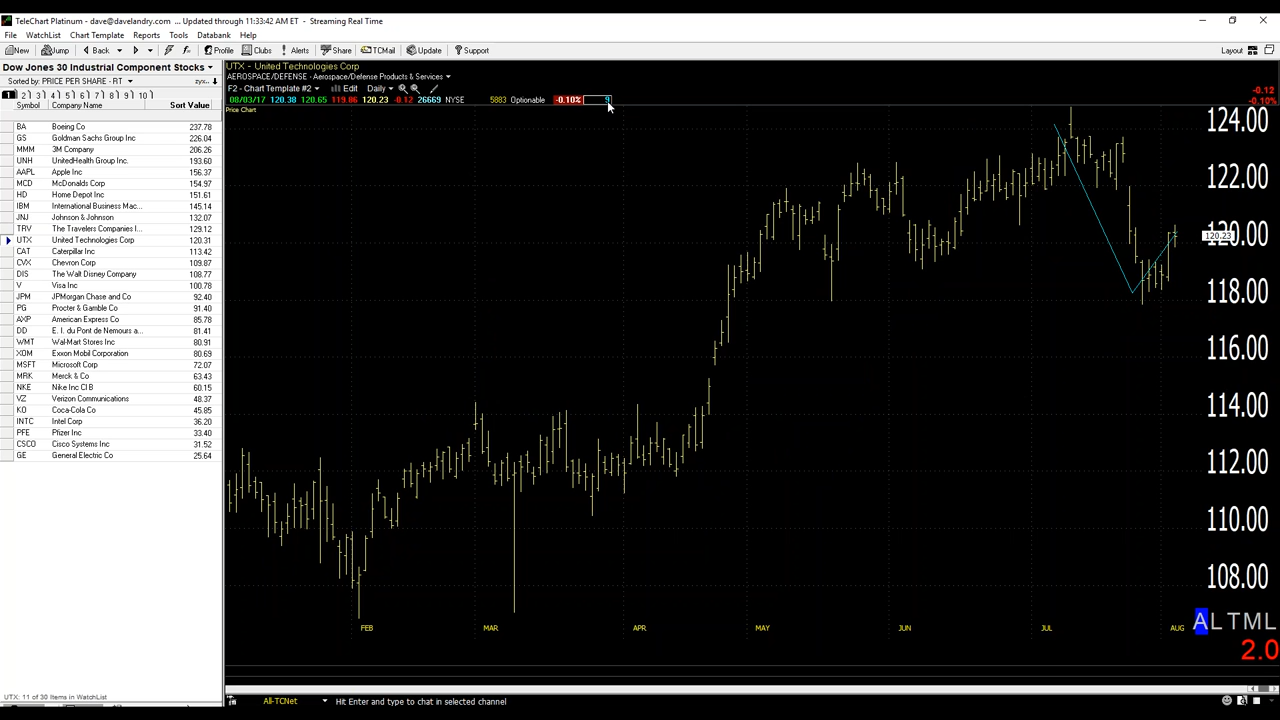 TeleChart Platinum - dave@davelandry.com ... Updated through 11:33:42 AM ET - Streaming Real Time
File WatchList Chart Template Reports Tools Databank Help
New Jump Back Profile Clubs Alerts Share TCMail Update Support Layout
Dow Jones 30 Industrial Component Stocks
Sorted by: PRICE PER SHARE - RT
1 2 3 4 5 6 7 8 9 10
Symbol Company Name Sort Value
BA Boeing Co 237.78
GS Goldman Sachs Group Inc 226.04
MMM 3M Company 206.26
UNH UnitedHealth Group Inc. 193.60
AAPL Apple Inc 156.37
MCD McDonalds Corp 154.97
HD Home Depot Inc 151.61
IBM International Business Mac... 145.14
JNJ Johnson & Johnson 132.07
TRV The Travelers Companies I... 129.12
UTX United Technologies Corp 120.31
CAT Caterpillar Inc 113.42
CVX Chevron Corp 109.87
DIS The Walt Disney Company 108.77
V Visa Inc 100.78
JPM JPMorgan Chase and Co 92.40
PG Procter & Gamble Co 91.40
AXP American Express Co 85.78
DD E. I. du Pont de Nemours a... 81.41
WMT Wal-Mart Stores Inc 80.91
XOM Exxon Mobil Corporation 80.69
MSFT Microsoft Corp 72.07
MRK Merck & Co 63.43
NKE Nike Inc Cl B 60.15
VZ Verizon Communications 48.37
KO Coca-Cola Co 45.85
INTC Intel Corp 36.20
PFE Pfizer Inc 33.40
CSCO Cisco Systems Inc 31.52
GE General Electric Co 25.64
UTX: 11 of 30 Items in WatchList
UTX - United Technologies Corp
AEROSPACE/DEFENSE - Aerospace/Defense Products & Services
F2 - Chart Template #2 Edit Daily
08/03/17 120.38 120.65 119.86 120.23 -0.12 26669 NYSE 5883 Optionable -0.10% 9
-0.12
-0.10%
Price Chart
124.00
122.00
120.00
120.23
118.00
116.00
114.00
112.00
110.00
108.00
FEB MAR APR MAY JUN JUL AUG
ALTML
2.0
All-TCNet Hit Enter and type to chat in selected channel